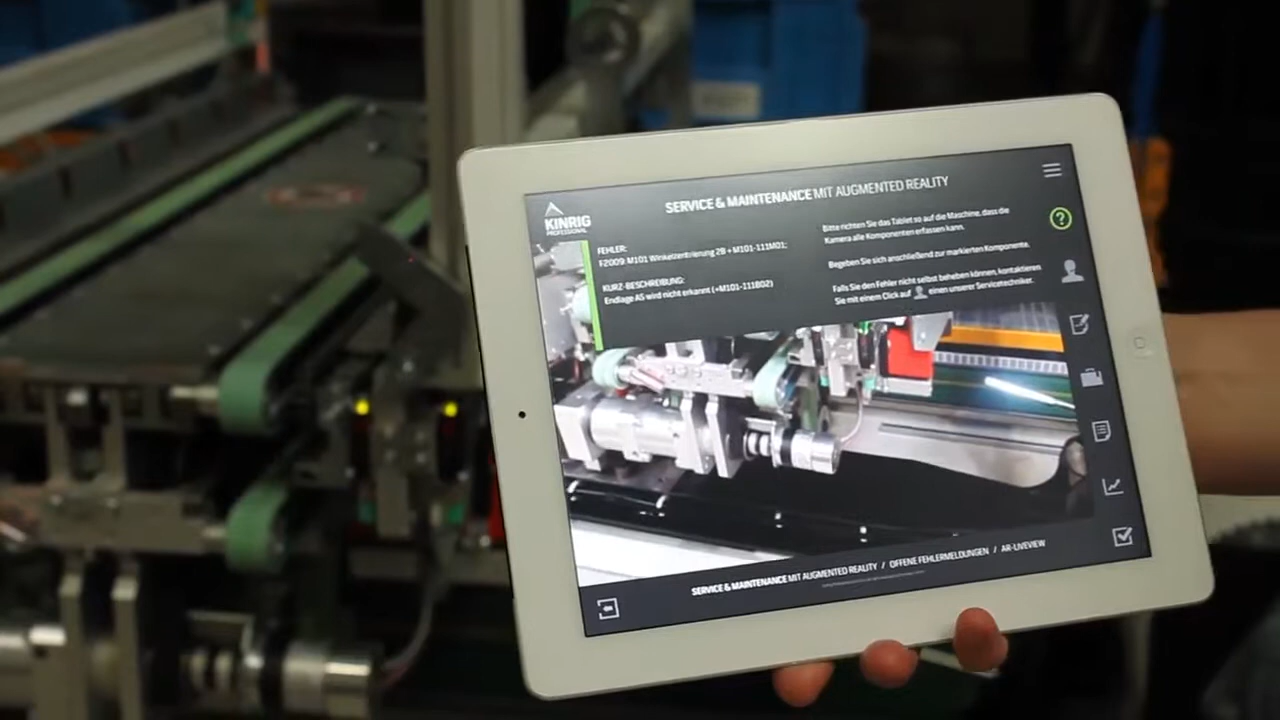 KINRIG
PROFESSIONAL
SERVICE & MAINTENANCE MIT AUGMENTED REALITY
FEHLER:
F2009: M101 Winkelzentrierung 2B +M101-111M01:
KURZ-BESCHREIBUNG:
Endlage AS wird nicht erkannt (+M101-111B02)
Bitte richten Sie das Tablet so auf die Maschine, dass die
Kamera alle Komponenten erfassen kann.
Begeben Sie sich anschließend zur markierten Komponente.
Falls Sie den Fehler nicht selbst beheben können, kontaktieren
Sie mit einem Click auf einen unserer Servicetechniker.
?
SERVICE & MAINTENANCE MIT AUGMENTED REALITY / OFFENE FEHLERMELDUNGEN / AR-LIVEVIEW